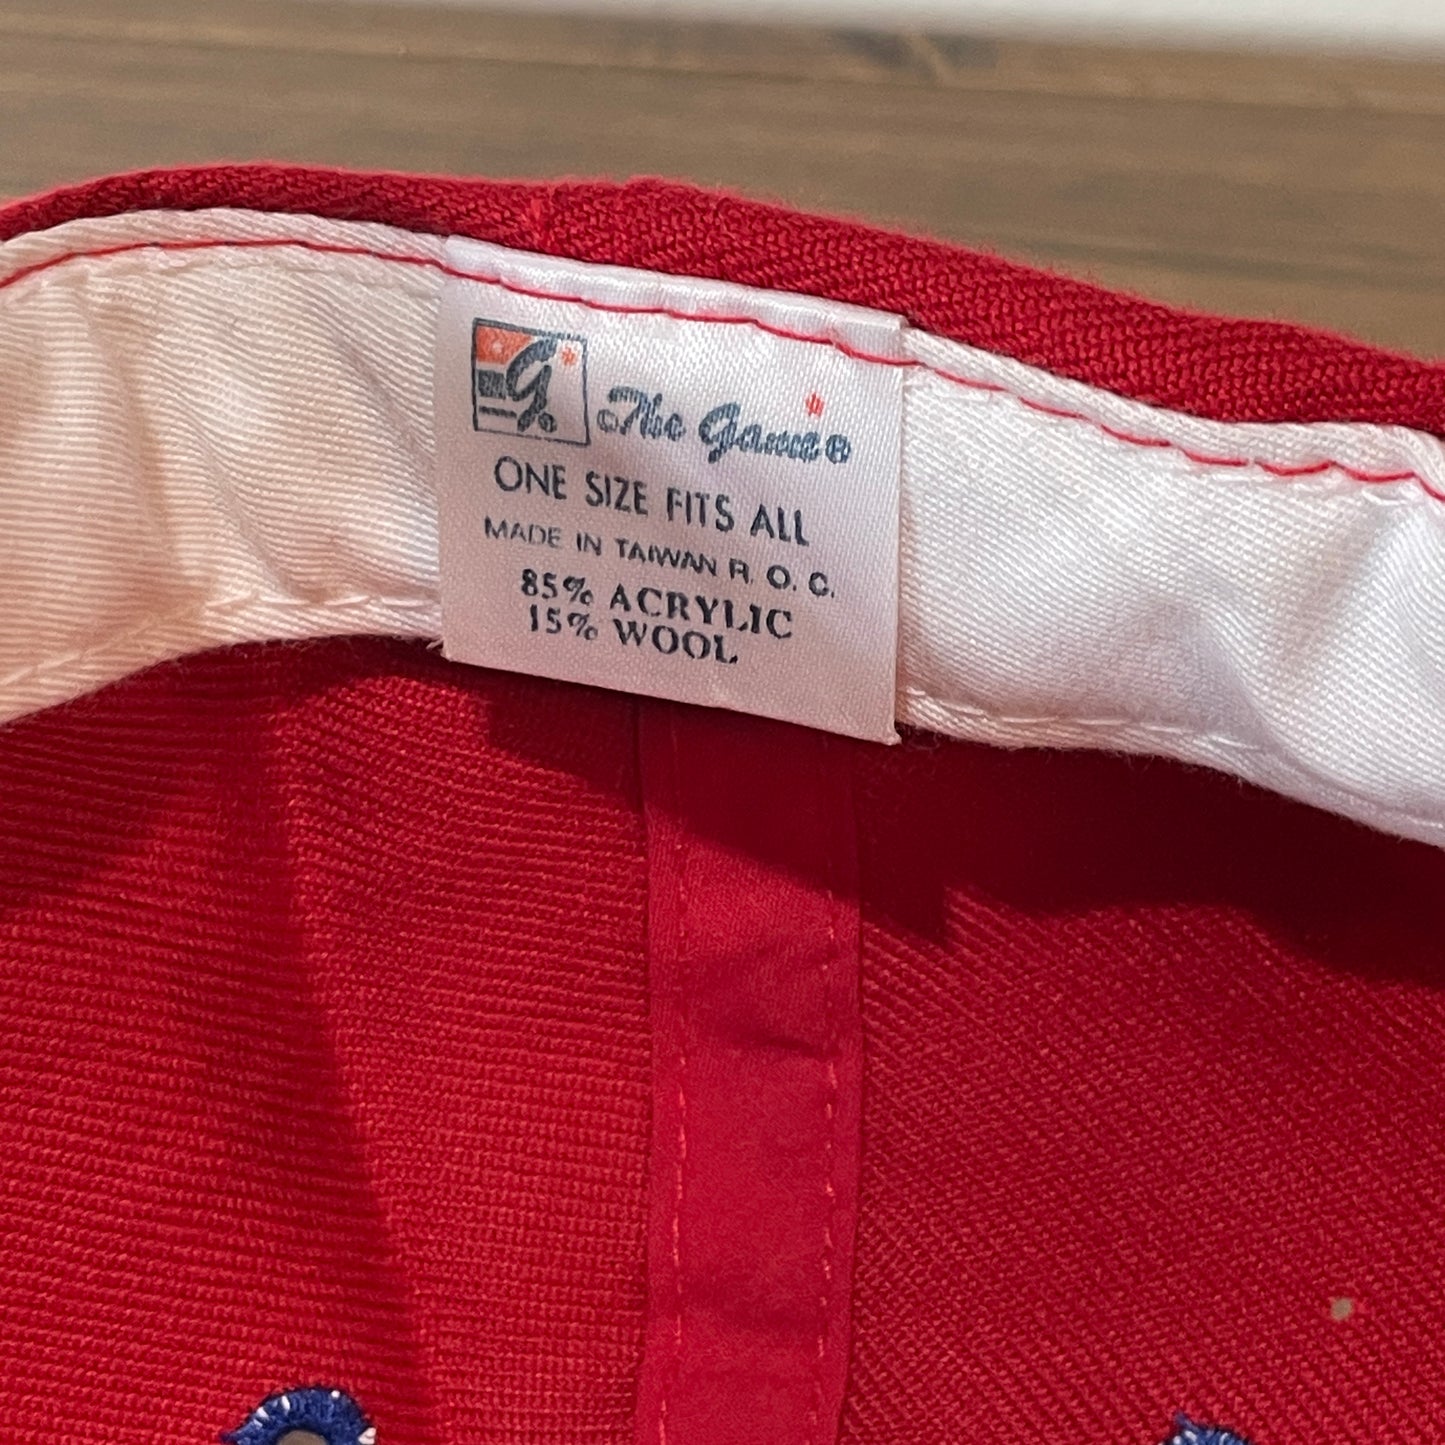 G
©The Game®
ONE SIZE FITS ALL
MADE IN TAIWAN R. O. C.
85% ACRYLIC
15% WOOL